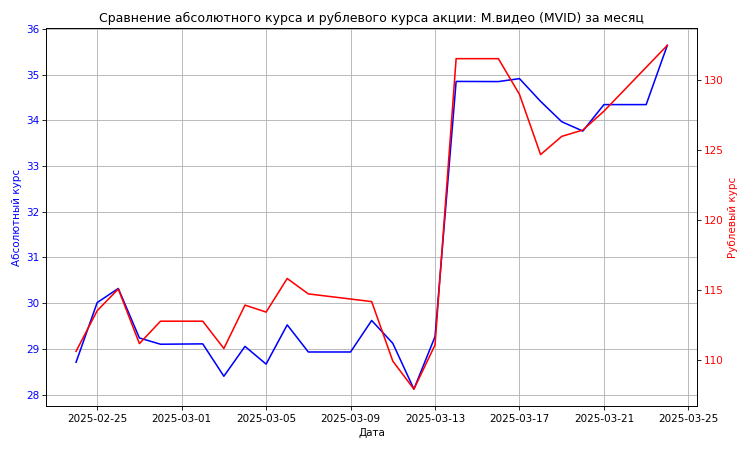 Сравнение абсолютного курса и рублевого курса акции: М.видео (MVID) за месяц
Абсолютный курс
36
35
34
33
32
31
30
29
28
130
125
120
115
110
Рублевый курс
2025-02-25 2025-03-01 2025-03-05 2025-03-09 2025-03-13 2025-03-17 2025-03-21 2025-03-25
Дата